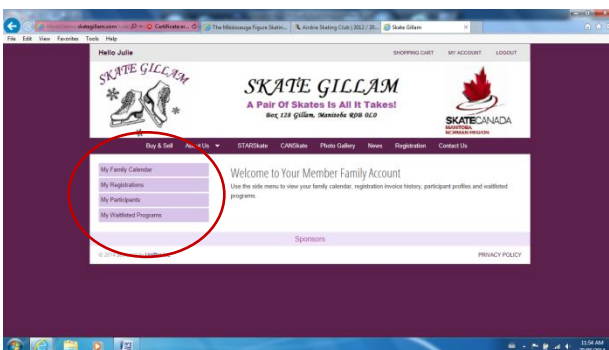 skategillam.com
Certificate er...
The Mississauga Figure Skatin...
Airdrie Skating Club | 2012 / 20...
Skate Gillam
File Edit View Favorites Tools Help
Hello Julie
SHOPPING CART MY ACCOUNT LOGOUT
SKATE GILLAM
SKATE GILLAM
A Pair Of Skates Is All It Takes!
Box 128 Gillam, Manitoba R0B 0L0
SKATECANADA
MANITOBA
NORMAN REGION
Buy & Sell About Us STARSkate CANSkate Photo Gallery News Registration Contact Us
My Family Calendar
My Registrations
My Participants
My Waitlisted Programs
Welcome to Your Member Family Account
Use the side menu to view your family calendar, registration invoice history, participant profiles and waitlisted
programs.
Sponsors
© 2014
PRIVACY POLICY
11:54 AM